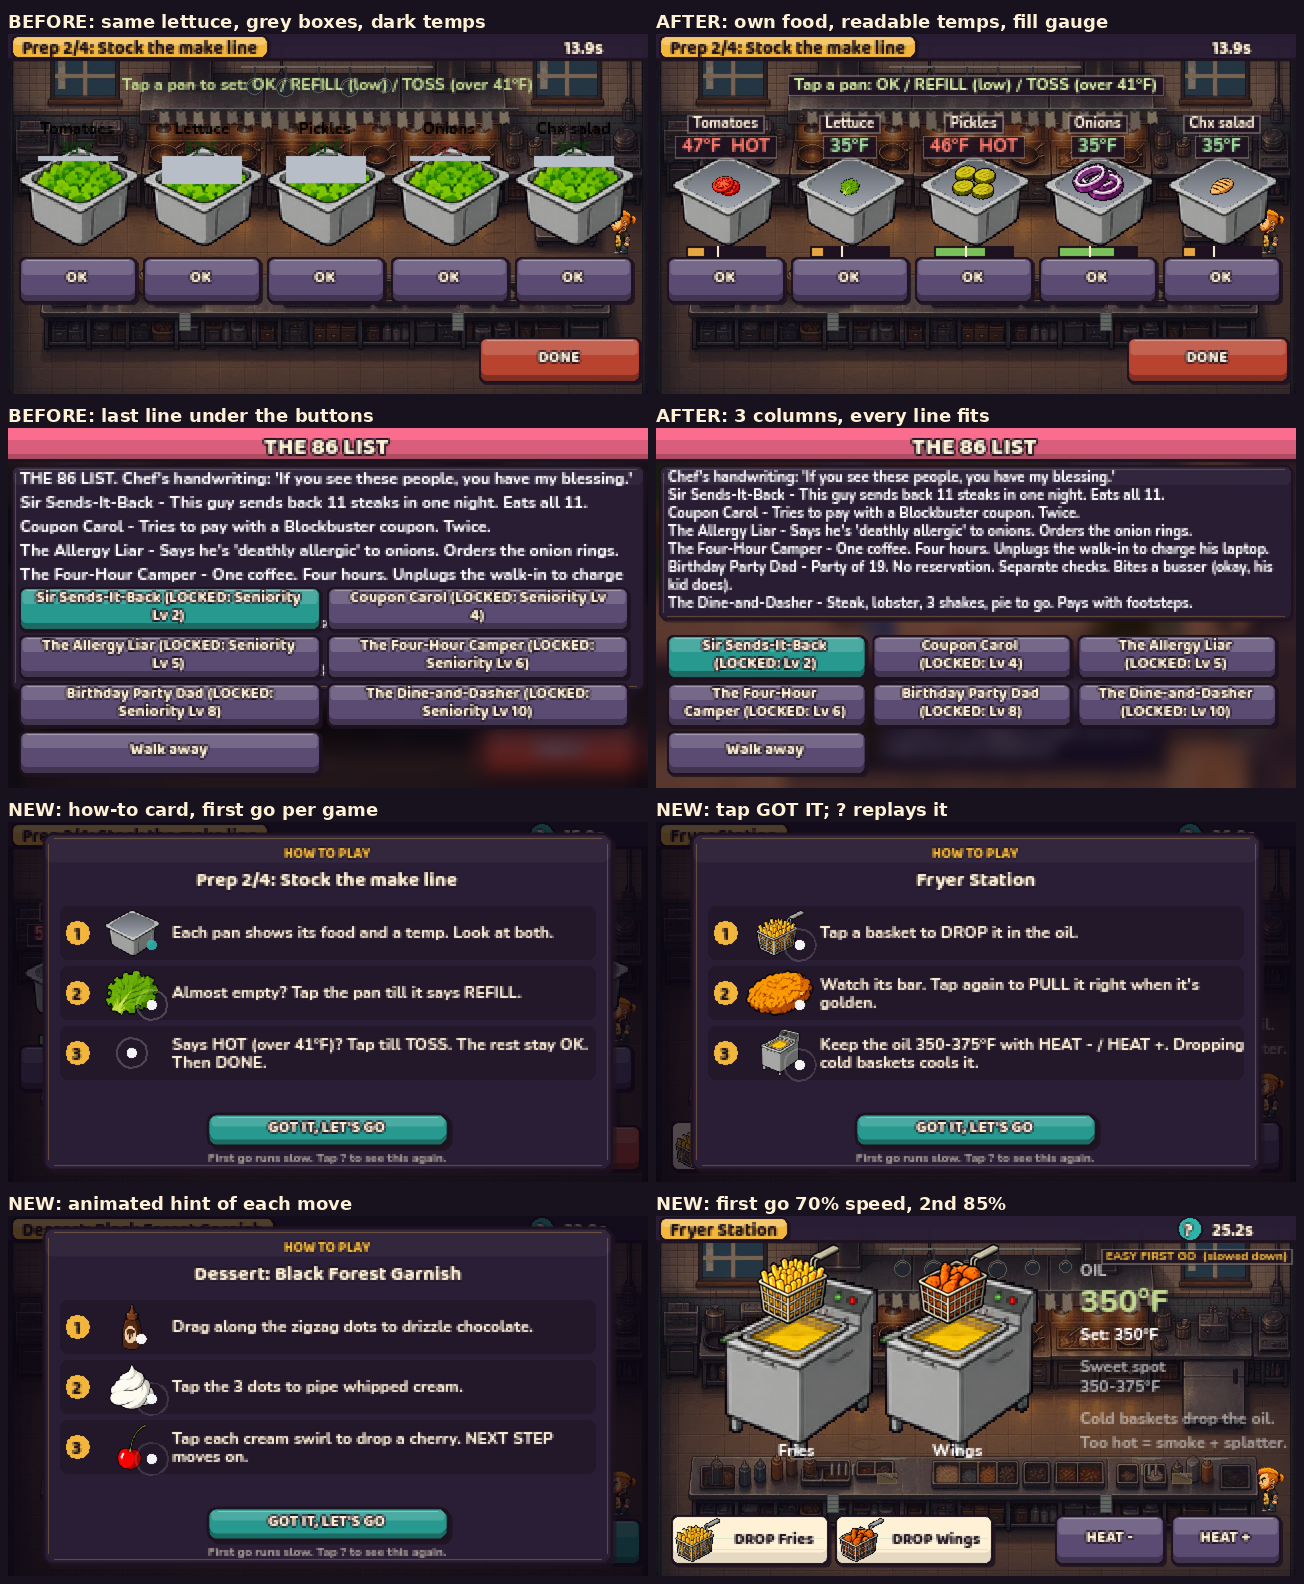 BEFORE: same lettuce, grey boxes, dark temps
Prep 2/4: Stock the make line
13.9s
Tap a pan to set: OK / REFILL (low) / TOSS (over 41°F)
Tomatoes
Lettuce
Pickles
Onions
Chx salad
OK
OK
OK
OK
OK
DONE
AFTER: own food, readable temps, fill gauge
Prep 2/4: Stock the make line
13.9s
Tap a pan: OK / REFILL (low) / TOSS (over 41°F)
Tomatoes
Lettuce
Pickles
Onions
Chx salad
47°F HOT
35°F
46°F HOT
35°F
35°F
OK
OK
OK
OK
OK
DONE
BEFORE: last line under the buttons
THE 86 LIST
THE 86 LIST. Chef's handwriting: 'If you see these people, you have my blessing.'
Sir Sends-It-Back - This guy sends back 11 steaks in one night. Eats all 11.
Coupon Carol - Tries to pay with a Blockbuster coupon. Twice.
The Allergy Liar - Says he's 'deathly allergic' to onions. Orders the onion rings.
The Four-Hour Camper - One coffee. Four hours. Unplugs the walk-in to charge
Sir Sends-It-Back (LOCKED: Seniority
Lv 2)
Coupon Carol (LOCKED: Seniority Lv
4)
The Allergy Liar (LOCKED: Seniority
Lv 5)
The Four-Hour Camper (LOCKED:
Seniority Lv 6)
Birthday Party Dad (LOCKED:
Seniority Lv 8)
The Dine-and-Dasher (LOCKED:
Seniority Lv 10)
Walk away
AFTER: 3 columns, every line fits
THE 86 LIST
Chef's handwriting: 'If you see these people, you have my blessing.'
Sir Sends-It-Back - This guy sends back 11 steaks in one night. Eats all 11.
Coupon Carol - Tries to pay with a Blockbuster coupon. Twice.
The Allergy Liar - Says he's 'deathly allergic' to onions. Orders the onion rings.
The Four-Hour Camper - One coffee. Four hours. Unplugs the walk-in to charge his laptop.
Birthday Party Dad - Party of 19. No reservation. Separate checks. Bites a busser (okay, his
kid does).
The Dine-and-Dasher - Steak, lobster, 3 shakes, pie to go. Pays with footsteps.
Sir Sends-It-Back
(LOCKED: Lv 2)
Coupon Carol
(LOCKED: Lv 4)
The Allergy Liar
(LOCKED: Lv 5)
The Four-Hour
Camper (LOCKED: Lv 6)
Birthday Party Dad
(LOCKED: Lv 8)
The Dine-and-Dasher
(LOCKED: Lv 10)
Walk away
NEW: how-to card, first go per game
HOW TO PLAY
Prep 2/4: Stock the make line
1
Each pan shows its food and a temp. Look at both.
2
Almost empty? Tap the pan till it says REFILL.
3
Says HOT (over 41°F)? Tap till TOSS. The rest stay OK.
Then DONE.
GOT IT, LET'S GO
First go runs slow. Tap ? to see this again.
NEW: tap GOT IT; ? replays it
HOW TO PLAY
Fryer Station
1
Tap a basket to DROP it in the oil.
2
Watch its bar. Tap again to PULL it right when it's
golden.
3
Keep the oil 350-375°F with HEAT - / HEAT +. Dropping
cold baskets cools it.
GOT IT, LET'S GO
First go runs slow. Tap ? to see this again.
NEW: animated hint of each move
HOW TO PLAY
Dessert: Black Forest Garnish
1
Drag along the zigzag dots to drizzle chocolate.
2
Tap the 3 dots to pipe whipped cream.
3
Tap each cream swirl to drop a cherry. NEXT STEP
moves on.
GOT IT, LET'S GO
First go runs slow. Tap ? to see this again.
NEW: first go 70% speed, 2nd 85%
Fryer Station
?
25.2s
EASY FIRST GO (slowed down)
OIL
350°F
Set: 350°F
Sweet spot
350-375°F
Cold baskets drop the oil.
Too hot = smoke + splatter.
Fries
Wings
DROP Fries
DROP Wings
HEAT -
HEAT +